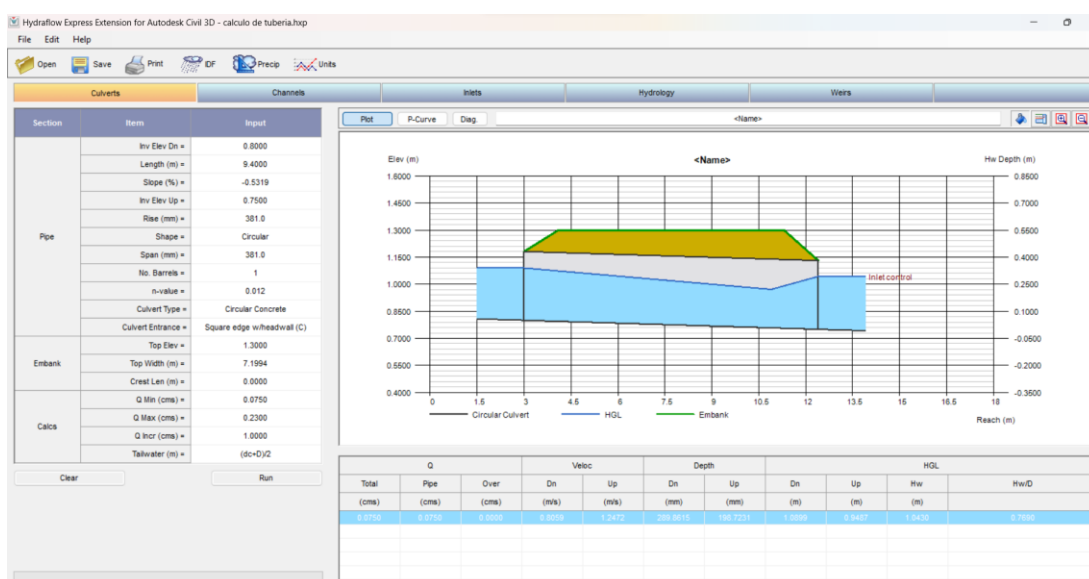 Hydraflow Express Extension for Autodesk Civil 3D - calculo de tuberia.hxp
File Edit Help
Open Save Print IDF Precip Units
Culverts Channels Inlets Hydrology Weirs
Section Item Input
Plot P-Curve Diag. <Name>
Pipe
Inv Elev Dn = 0.8000
Length (m) = 9.4000
Slope (%) = -0.5319
Inv Elev Up = 0.7500
Rise (mm) = 381.0
Shape = Circular
Span (mm) = 381.0
No. Barrels = 1
n-value = 0.012
Culvert Type = Circular Concrete
Culvert Entrance = Square edge w/headwall (C)
Embank
Top Elev = 1.3000
Top Width (m) = 7.1994
Crest Len (m) = 0.0000
Calcs
Q Min (cms) = 0.0750
Q Max (cms) = 0.2300
Q Incr (cms) = 1.0000
Tailwater (m) = (dc+D)/2
Clear Run
Elev (m) <Name> Hw Depth (m)
1.6000 0.8500
1.4500 0.7000
1.3000 0.5500
1.1500 0.4000
Inlet control
1.0000 0.2500
0.8500 0.1000
0.7000 -0.0500
0.5500 -0.2000
0.4000 -0.3500
0 1.5 3 4.5 6 7.5 9 10.5 12 13.5 15 16.5 18
Circular Culvert HGL Embank
Reach (m)
Q Veloc Depth HGL
Total Pipe Over Dn Up Dn Up Dn Up Hw Hw/D
(cms) (cms) (cms) (m/s) (m/s) (mm) (mm) (m) (m) (m)
0.0750 0.0750 0.0000 1.2472 198.7231 1.0899 0.9487 1.0430